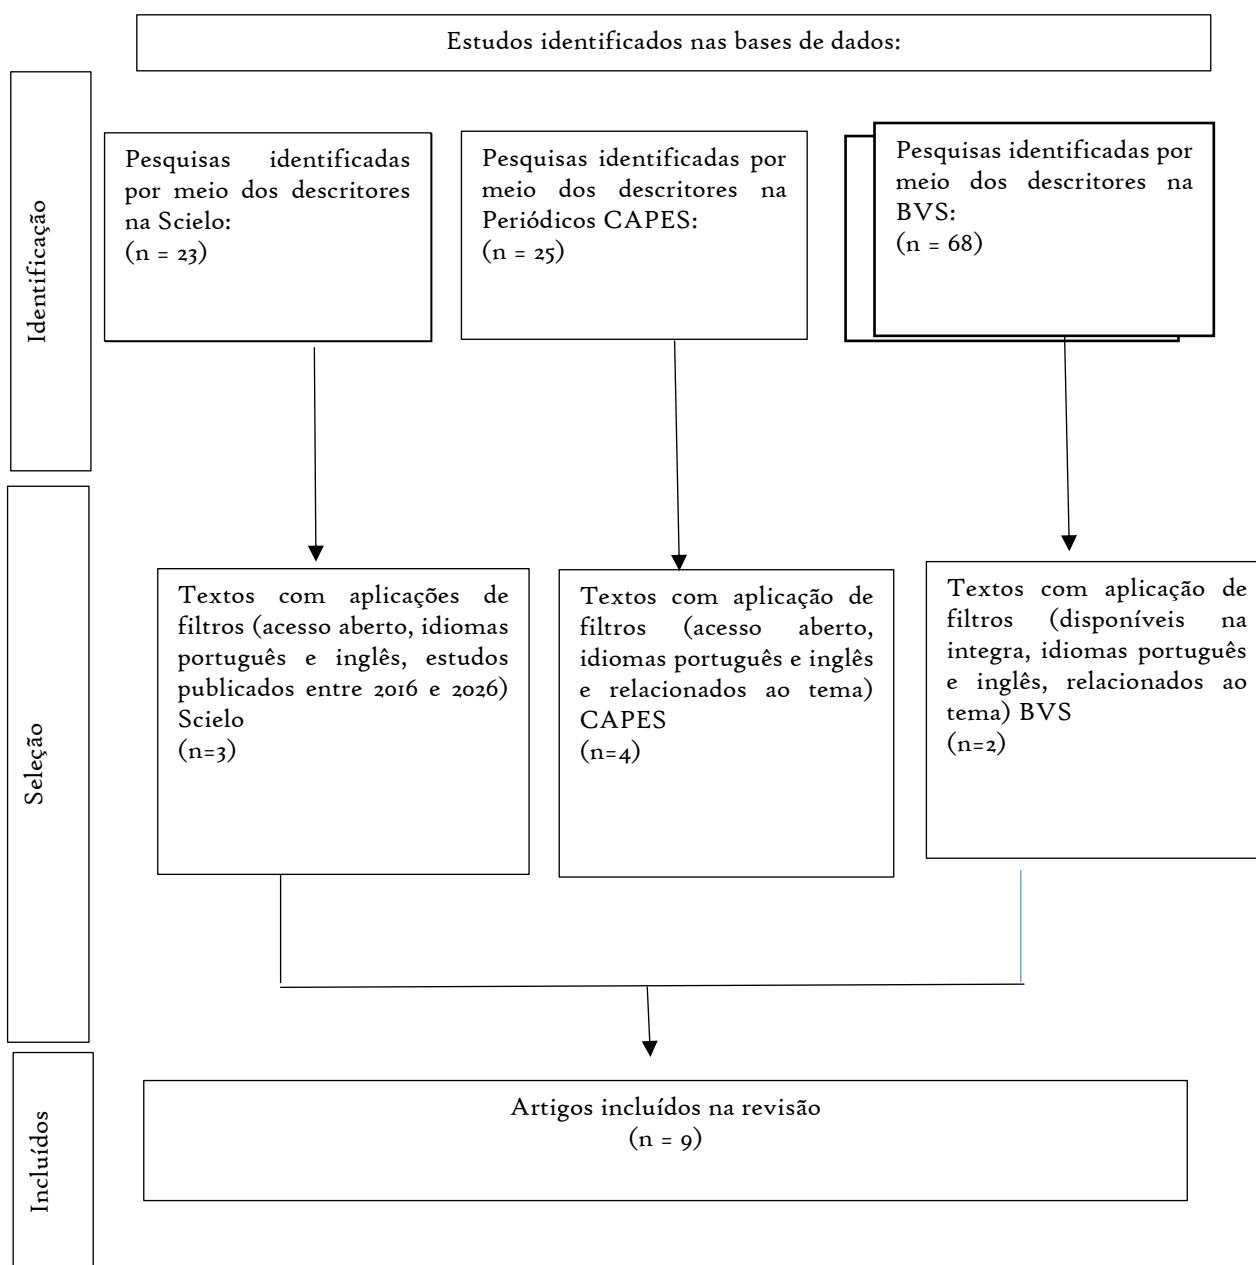 Estudos identificados nas bases de dados:
Identificação
Pesquisas identificadas
por meio dos descritores
na Scielo:
(n = 23)
Pesquisas identificadas por
meio dos descritores na
Periódicos CAPES:
(n = 25)
Pesquisas identificadas por
meio dos descritores na
BVS:
(n = 68)
Seleção
Textos com aplicações de
filtros (acesso aberto, idiomas
português e inglês, estudos
publicados entre 2016 e 2026)
Scielo
(n=3)
Textos com aplicação de
filtros (acesso aberto,
idiomas português e inglês
e relacionados ao tema)
CAPES
(n=4)
Textos com aplicação de
filtros (disponíveis na
integra, idiomas português
e inglês, relacionados ao
tema) BVS
(n=2)
Incluídos
Artigos incluídos na revisão
(n = 9)